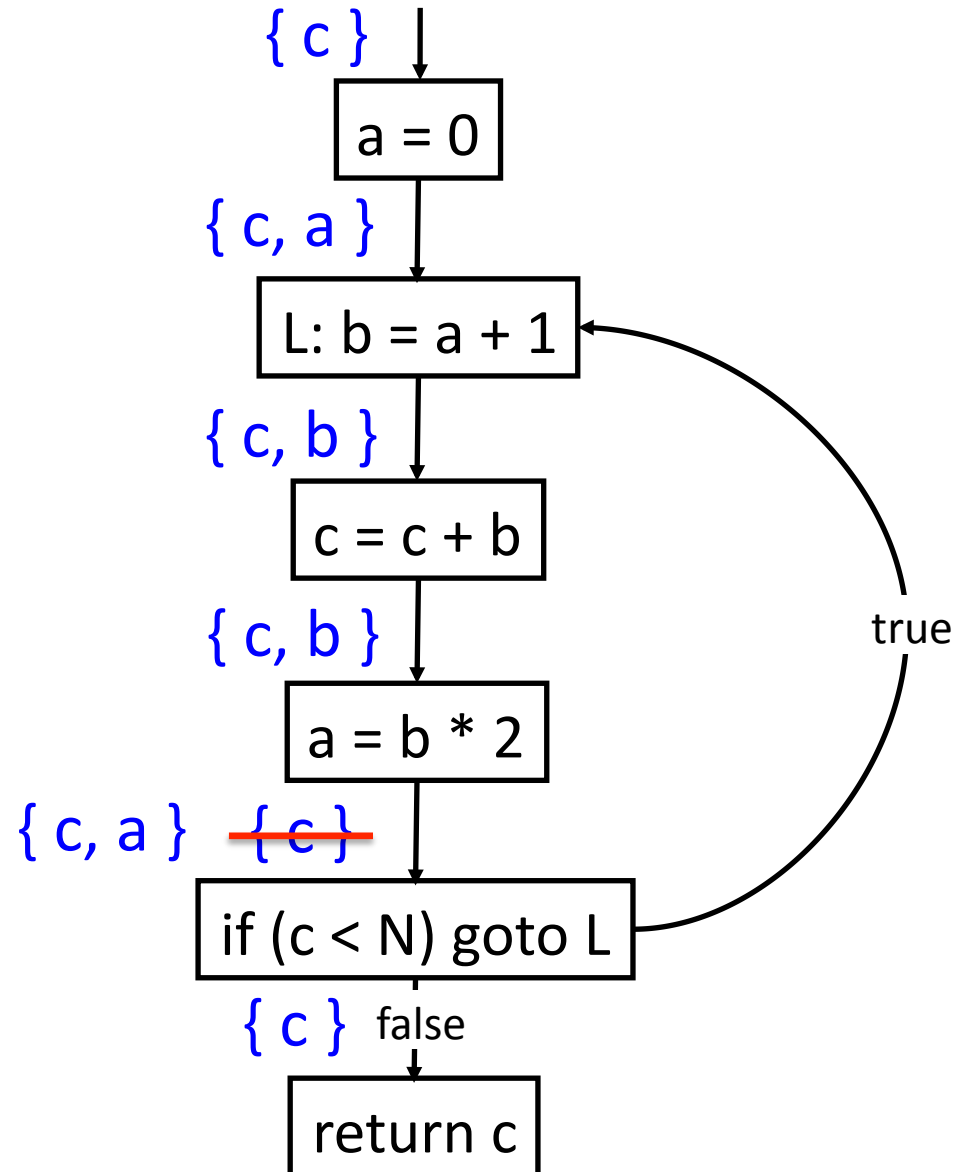 { c }
a = 0
{ c, a }
L: b = a + 1
{ c, b }
c = c + b
{ c, b }
true
a = b * 2
{ c, a } { c }
if (c < N) goto L
{ c } false
return c